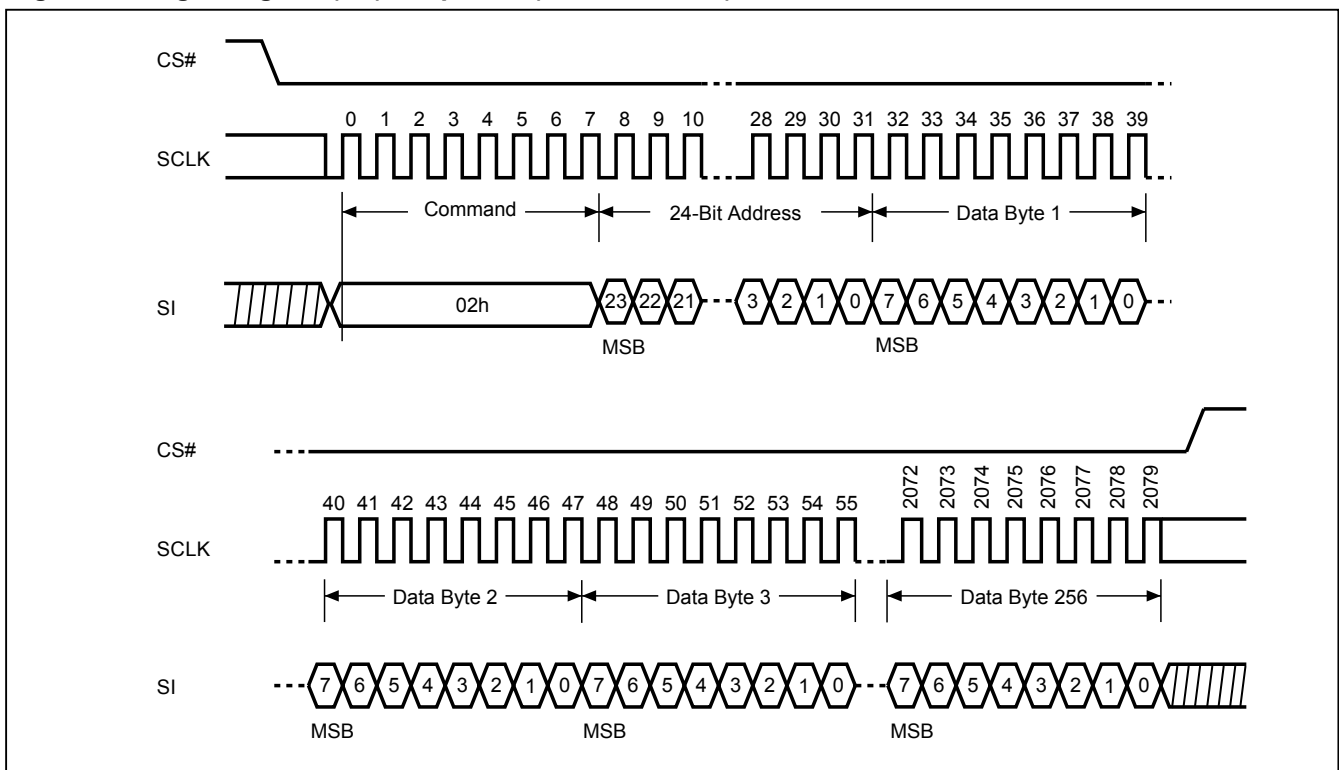 CS#
0 1 2 3 4 5 6 7 8 9 10 28 29 30 31 32 33 34 35 36 37 38 39
SCLK
Command 24-Bit Address Data Byte 1
SI 02h 23 22 21 3 2 1 0 7 6 5 4 3 2 1 0
MSB MSB
CS#
40 41 42 43 44 45 46 47 48 49 50 51 52 53 54 55 2072 2073 2074 2075 2076 2077 2078 2079
SCLK
Data Byte 2 Data Byte 3 Data Byte 256
SI 7 6 5 4 3 2 1 0 7 6 5 4 3 2 1 0 7 6 5 4 3 2 1 0
MSB MSB MSB